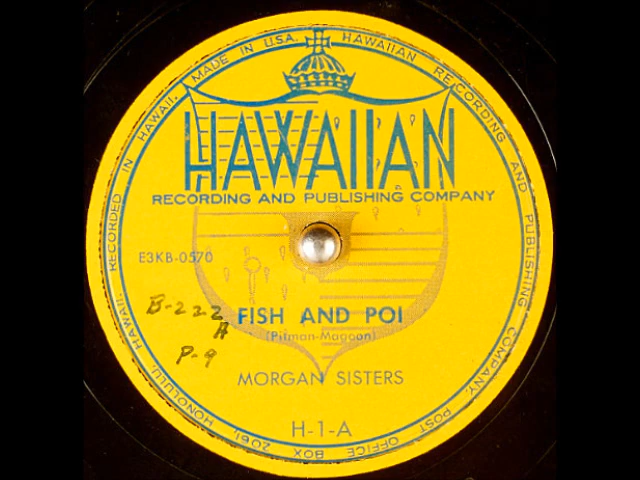 RECORDED IN HAWAII. MADE IN U.S.A. HAWAIIAN RECORDING AND PUBLISHING COMPANY, POST OFFICE BOX 2061, HONOLULU, HAWAII.
HAWAIIAN
RECORDING AND PUBLISHING COMPANY
E3KB-0570
B-222
A
P-9
FISH AND POI
(Pitman-Magoon)
MORGAN SISTERS
H-1-A